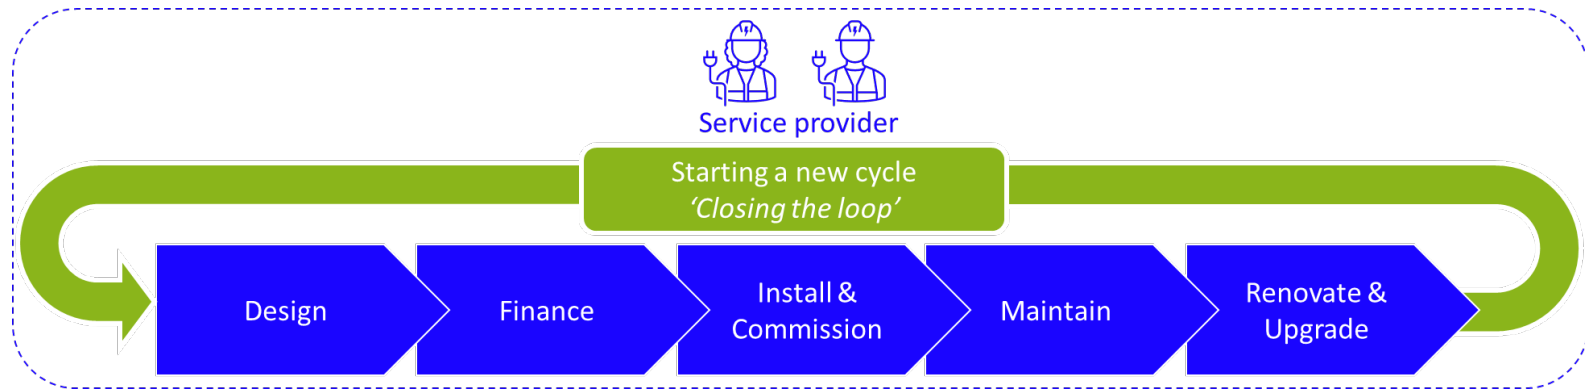 Service provider
Starting a new cycle
‘Closing the loop’
Design
Finance
Install &
Commission
Maintain
Renovate &
Upgrade